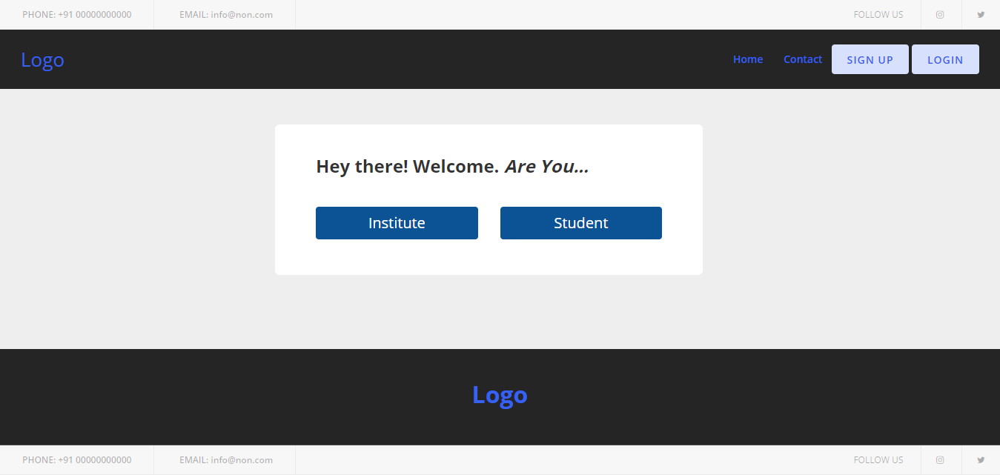 PHONE: +91 00000000000 EMAIL: info@non.com FOLLOW US
Logo Home Contact SIGN UP LOGIN
Hey there! Welcome. Are You...
Institute Student
Logo
PHONE: +91 00000000000 EMAIL: info@non.com FOLLOW US